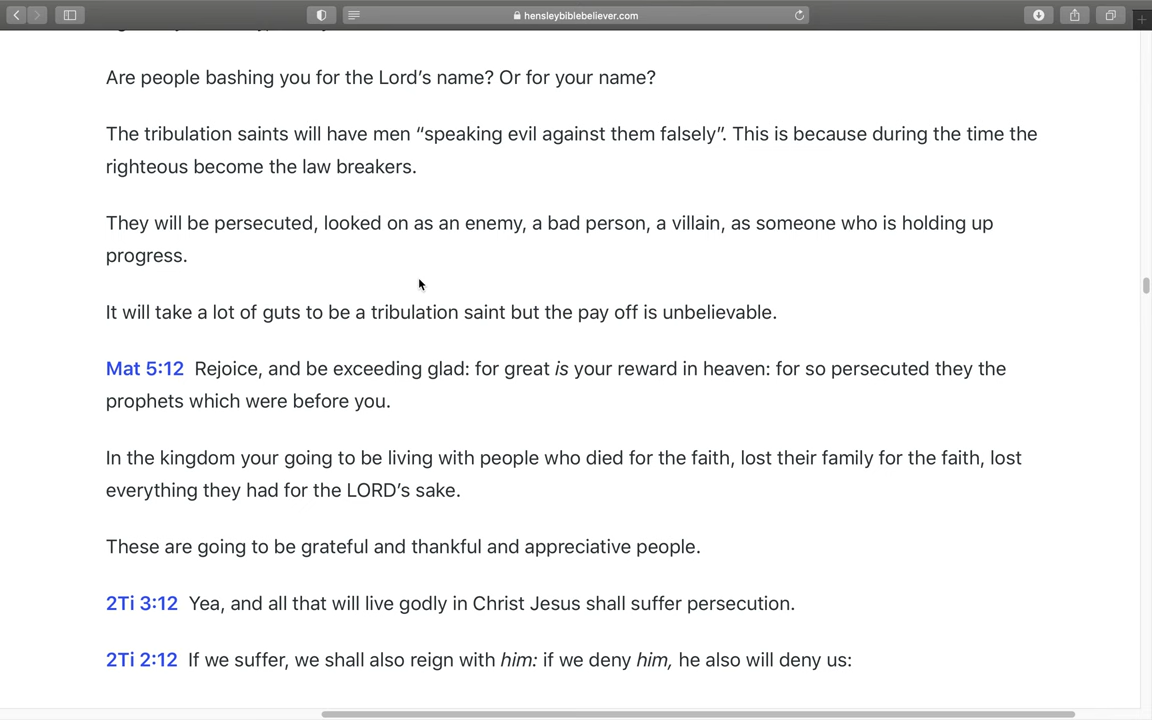 hensleybiblebeliever.com
Are people bashing you for the Lord’s name? Or for your name?
The tribulation saints will have men “speaking evil against them falsely”. This is because during the time the
righteous become the law breakers.
They will be persecuted, looked on as an enemy, a bad person, a villain, as someone who is holding up
progress.
It will take a lot of guts to be a tribulation saint but the pay off is unbelievable.
Mat 5:12 Rejoice, and be exceeding glad: for great is your reward in heaven: for so persecuted they the
prophets which were before you.
In the kingdom your going to be living with people who died for the faith, lost their family for the faith, lost
everything they had for the LORD’s sake.
These are going to be grateful and thankful and appreciative people.
2Ti 3:12 Yea, and all that will live godly in Christ Jesus shall suffer persecution.
2Ti 2:12 If we suffer, we shall also reign with him: if we deny him, he also will deny us: